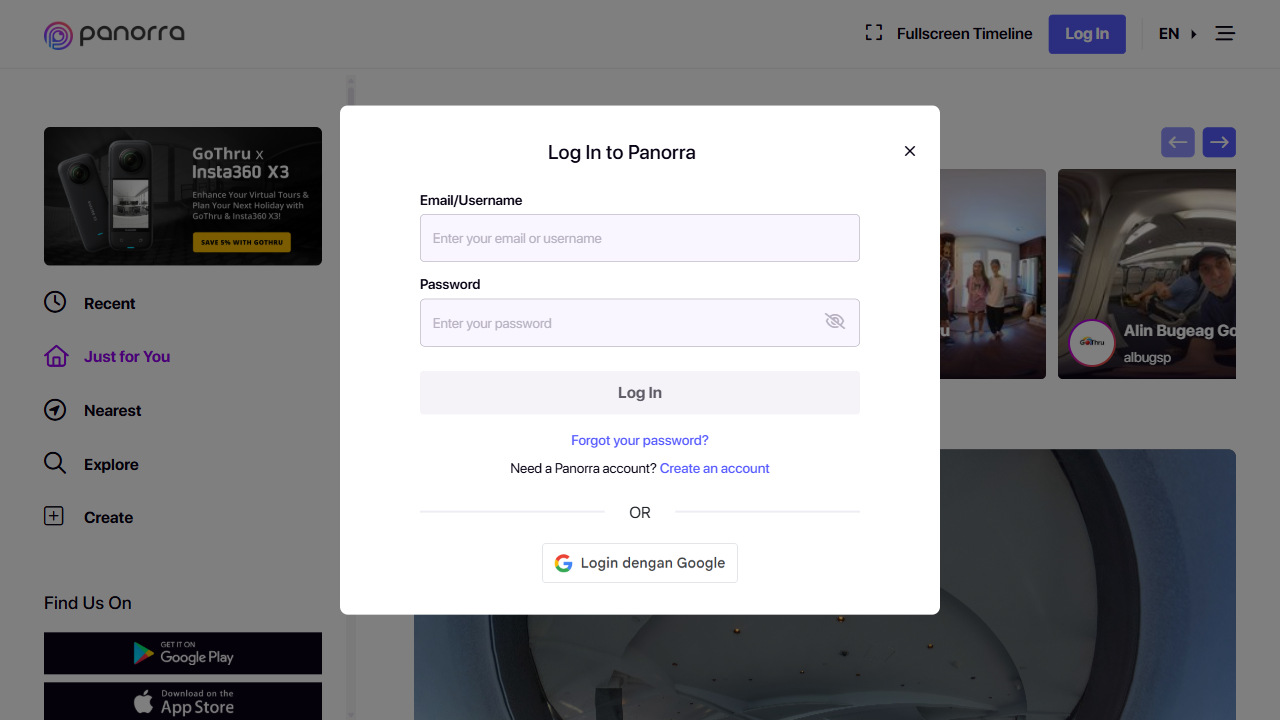 panorra
Fullscreen Timeline
Log In
EN
GoThru x
Insta360 X3
Enhance Your Virtual Tours &
Plan Your Next Holiday with
GoThru & Insta360 X3!
SAVE 5% WITH GOTHRU
Recent
Just for You
Nearest
Explore
Create
Find Us On
GET IT ON
Google Play
Download on the
App Store
Log In to Panorra
Email/Username
Enter your email or username
Password
Enter your password
Log In
Forgot your password?
Need a Panorra account? Create an account
OR
Login dengan Google
u
GoThru
Alin Bugeag Go
albugsp